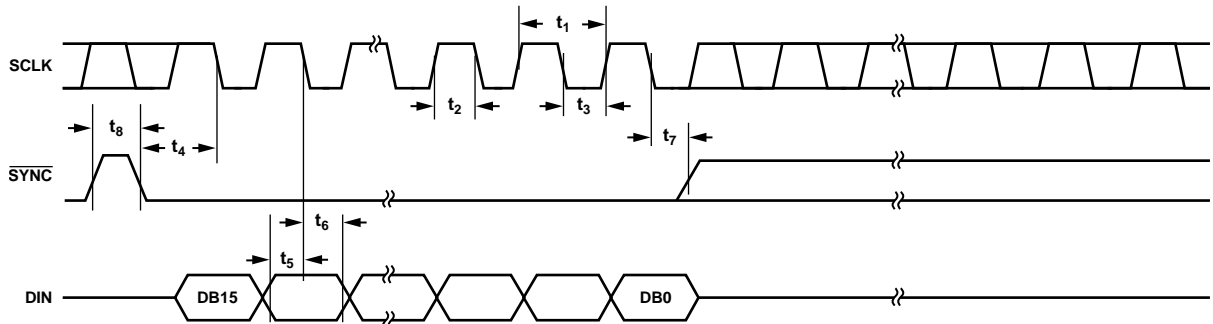 t₁
SCLK
t₂
t₃
t₈
t₄
t₇
SYNC
t₆
t₅
DIN
DB15
DB0